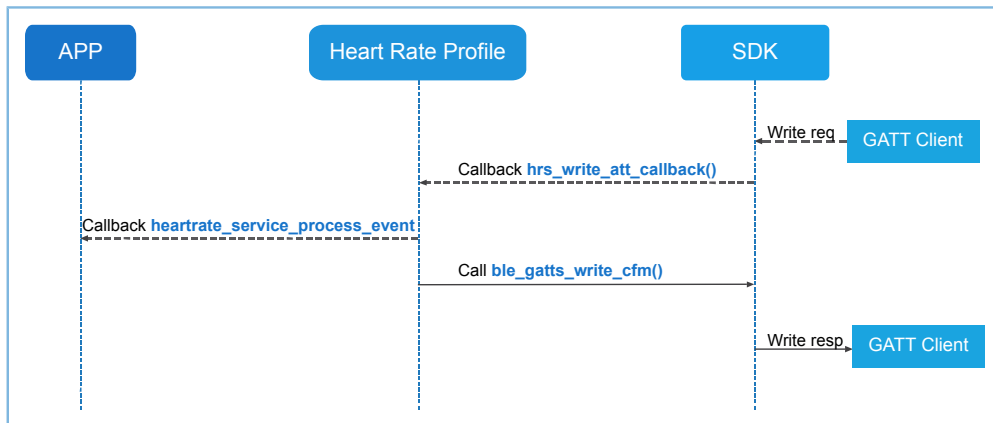 APP
Heart Rate Profile
SDK
Write req
GATT Client
Callback hrs_write_att_callback()
Callback heartrate_service_process_event
Call ble_gatts_write_cfm()
Write resp
GATT Client